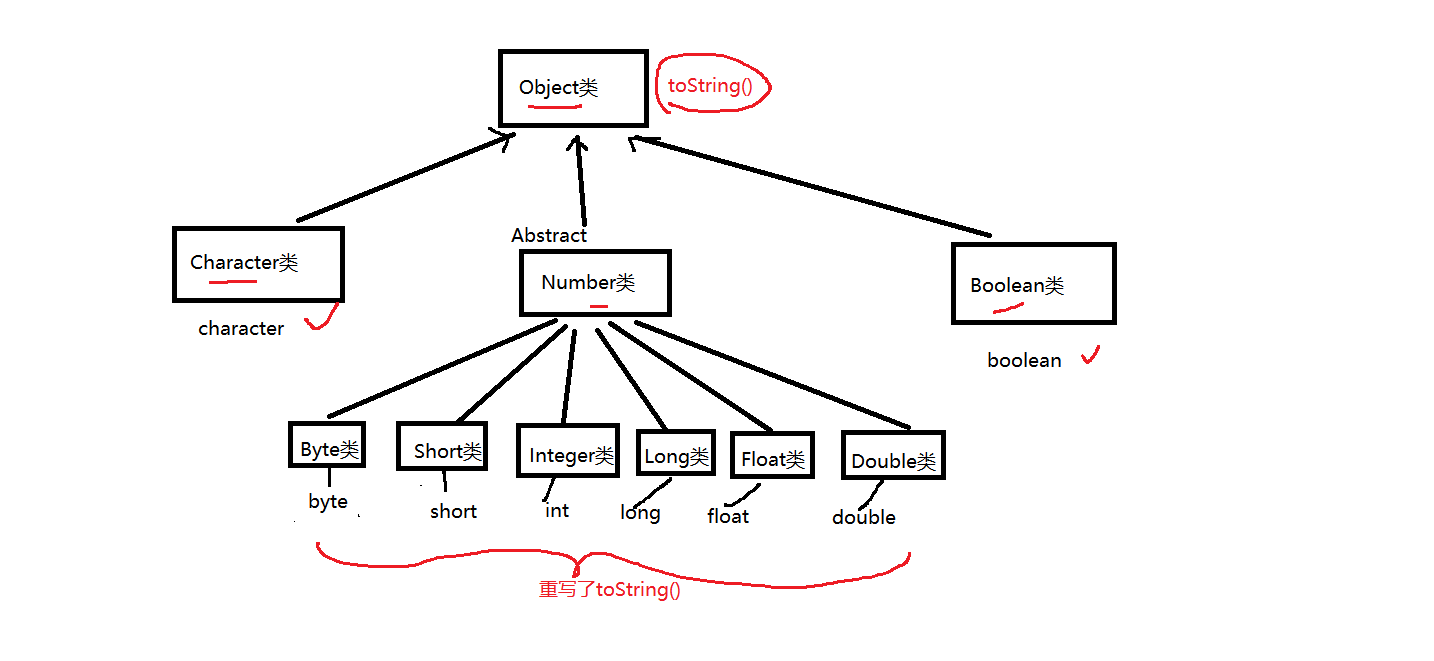 Object类
toString()
Abstract
Character类
Number类
Boolean类
character
boolean
Byte类
Short类
Integer类
Long类
Float类
Double类
byte
short
int
long
float
double
重写了toString()